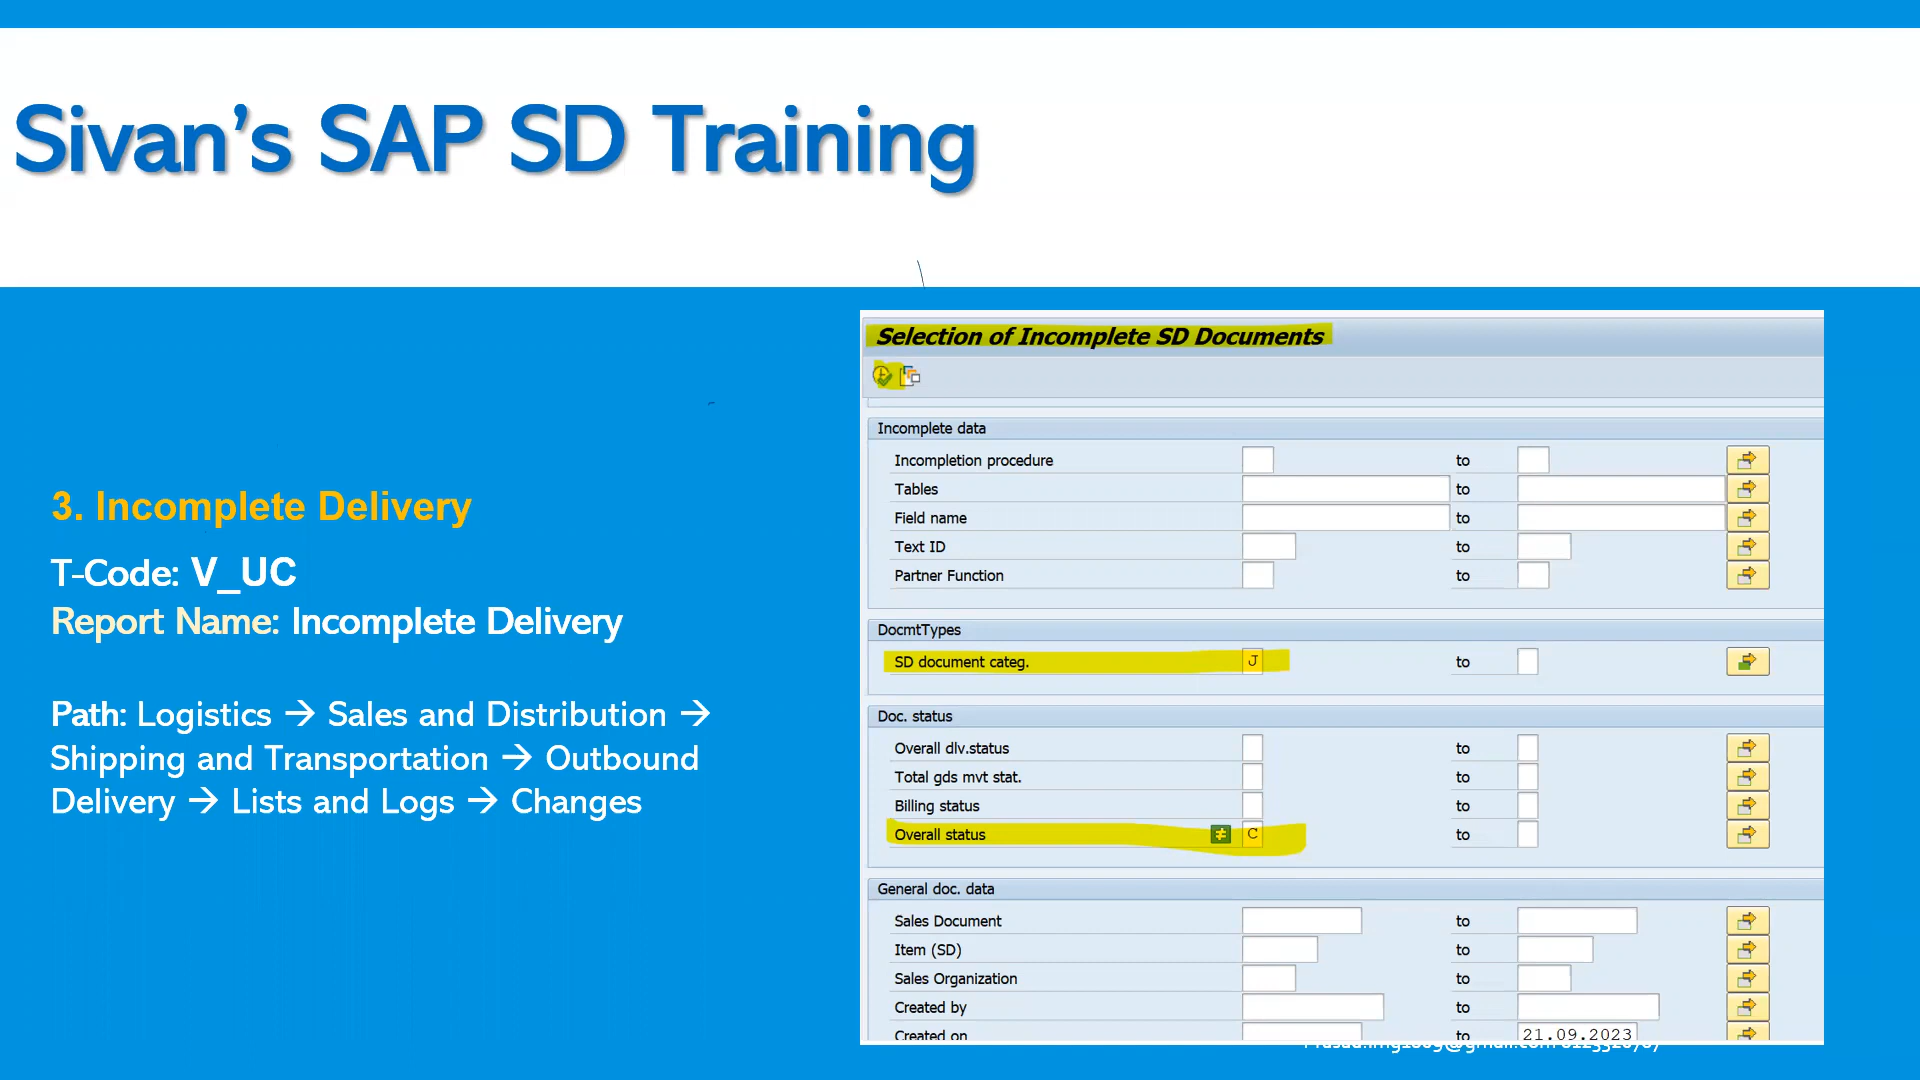 Sivan’s SAP SD Training
3. Incomplete Delivery
T-Code: V_UC
Report Name: Incomplete Delivery
Path: Logistics → Sales and Distribution →
Shipping and Transportation → Outbound
Delivery → Lists and Logs → Changes
Selection of Incomplete SD Documents
Incomplete data
Incompletion procedure to
Tables to
Field name to
Text ID to
Partner Function to
DocmtTypes
SD document categ. J to
Doc. status
Overall dlv.status to
Total gds mvt stat. to
Billing status to
Overall status ≠ C to
General doc. data
Sales Document to
Item (SD) to
Sales Organization to
Created by to
Created on to 21.09.2023